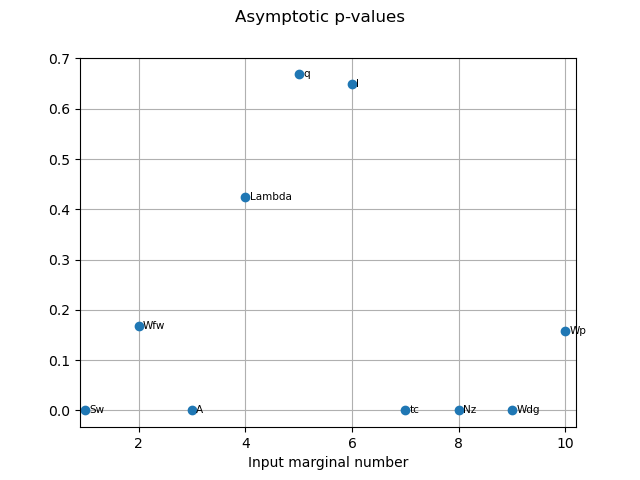 Asymptotic p-values
0.7
0.6
0.5
0.4
0.3
0.2
0.1
0.0
q
l
Lambda
Wfw
Wp
Sw
A
tc
Nz
Wdg
2 4 6 8 10
Input marginal number